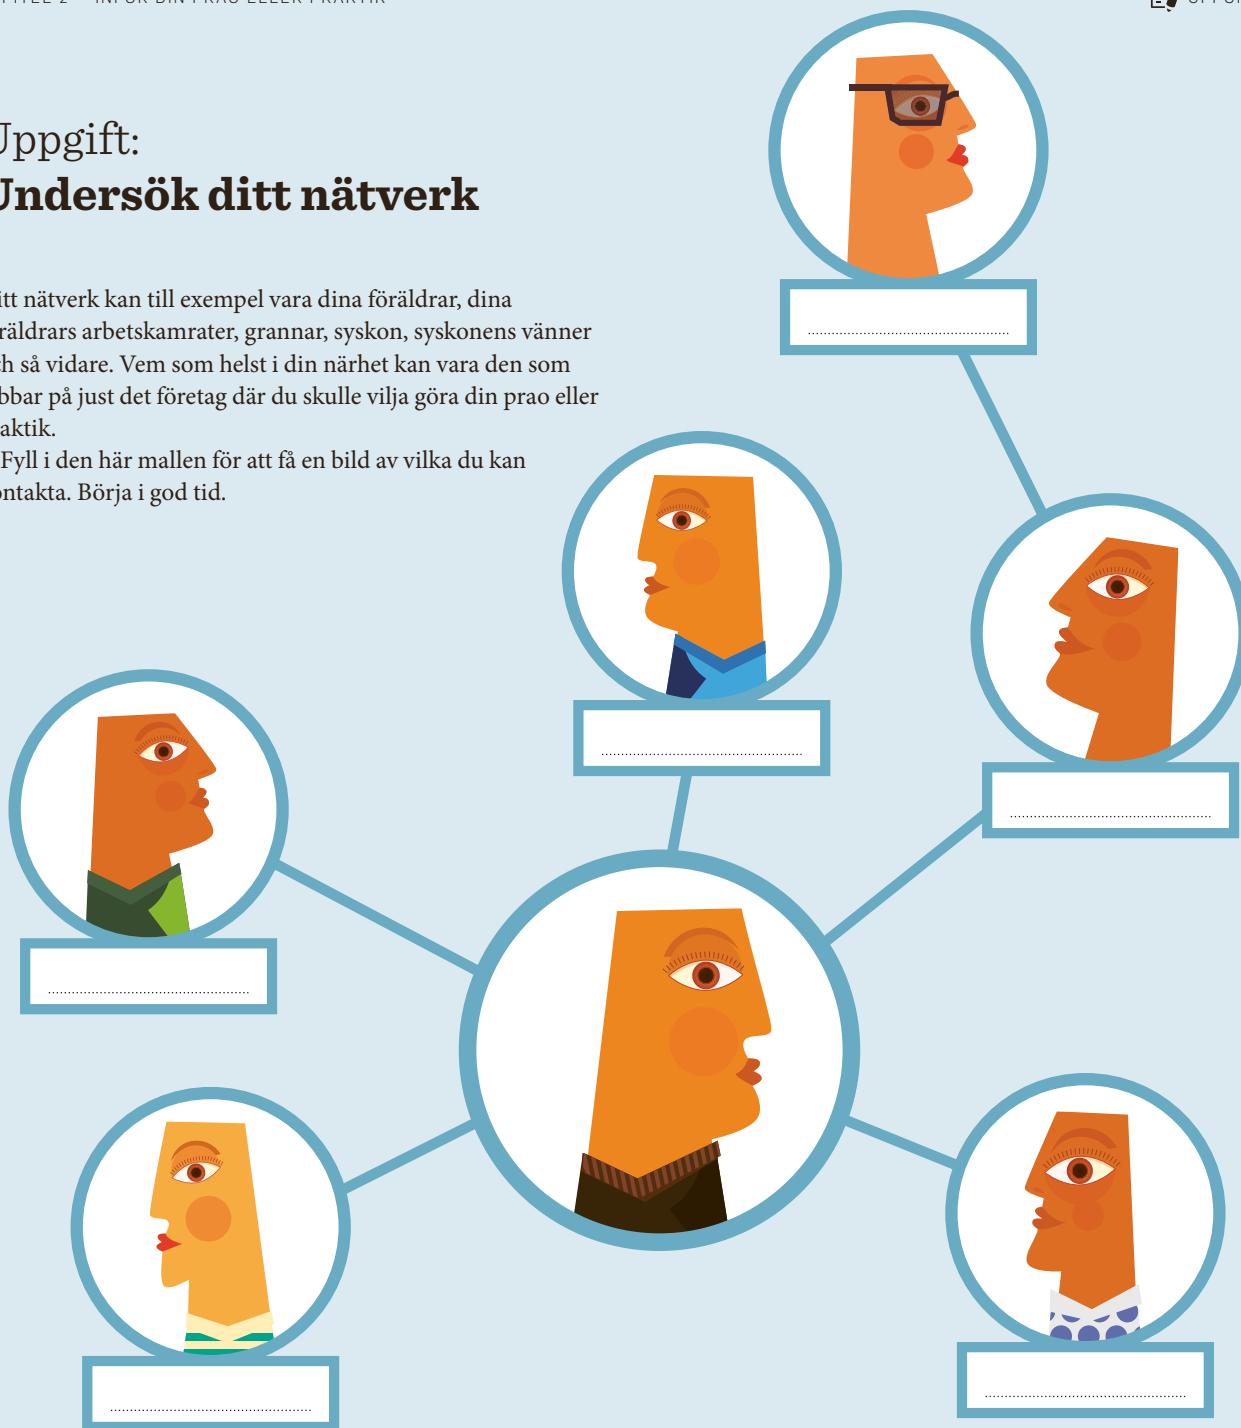 Uppgift:
Undersök ditt nätverk
itt nätverk kan till exempel vara dina föräldrar, dina
räldrars arbetskamrater, grannar, syskon, syskonens vänner
ch så vidare. Vem som helst i din närhet kan vara den som
bbar på just det företag där du skulle vilja göra din prao eller
aktik.
Fyll i den här mallen för att få en bild av vilka du kan
ontakta. Börja i god tid.